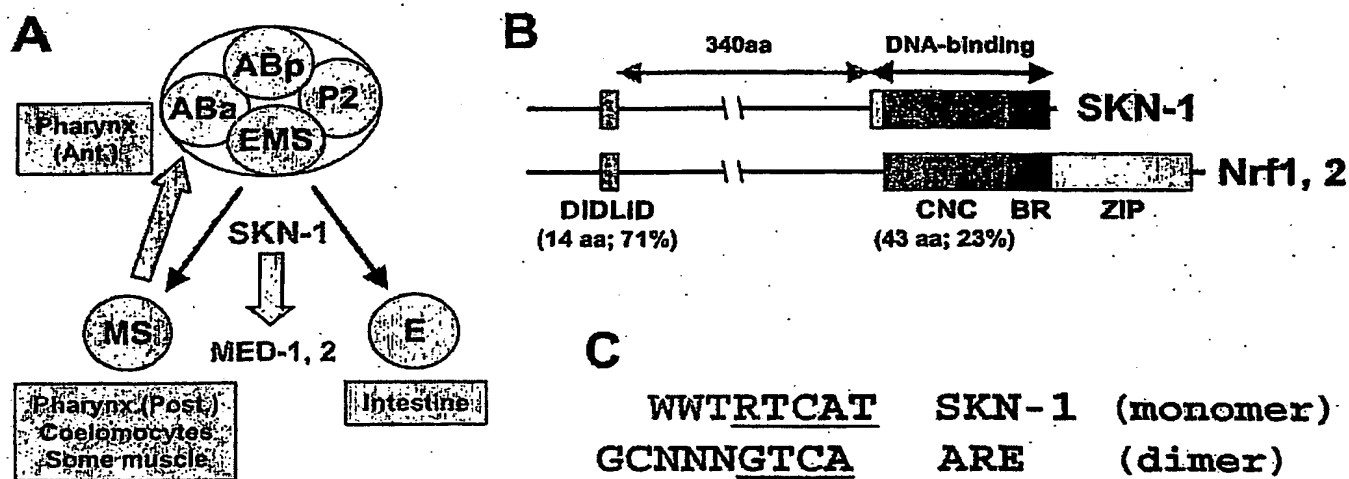 A
ABp
ABa
P2
EMS
Pharynx
(Ant.)
SKN-1
MS
MED-1, 2
E
Pharynx (Post.)
Coelomocytes
Some muscle
Intestine
B
340aa
DNA-binding
SKN-1
Nrf1, 2
DIDLID
CNC
BR
ZIP
(14 aa; 71%)
(43 aa; 23%)
C
WWTRTCAT SKN-1 (monomer)
GCNNNGTCA ARE (dimer)